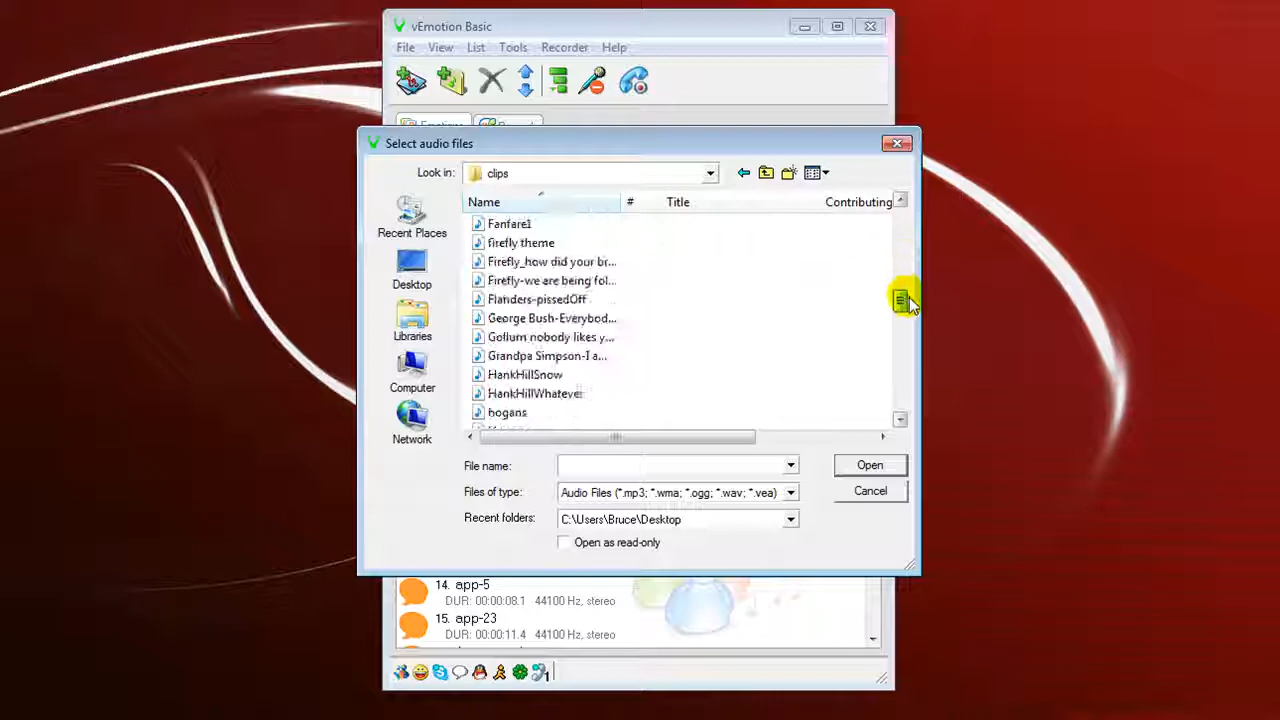 vEmotion Basic
File View List Tools Recorder Help
Select audio files
Look in: clips
Name # Title Contributing
Recent Places
Desktop
Libraries
Computer
Network
Fanfare1
firefly theme
Firefly_how did your br...
Firefly-we are being fol...
Flanders-pissedOff
George Bush-Everybod...
Gollum nobody likes y...
Grandpa Simpson-I a...
HankHillSnow
HankHillWhatever
hogans
File name: Open
Files of type: Audio Files (*.mp3; *.wma; *.ogg; *.wav; *.vea) Cancel
Recent folders: C:\Users\Bruce\Desktop
Open as read-only
14. app-5
DUR: 00:00:08.1 44100 Hz, stereo
15. app-23
DUR: 00:00:11.4 44100 Hz, stereo